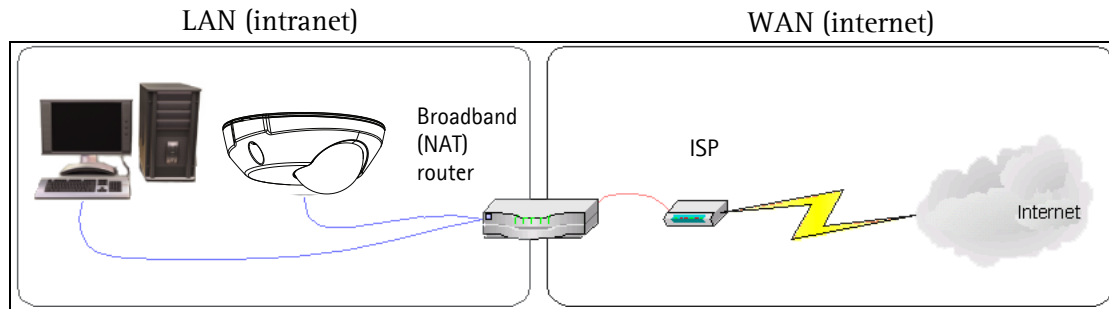 LAN (intranet)
WAN (internet)
Broadband
(NAT)
router
ISP
Internet